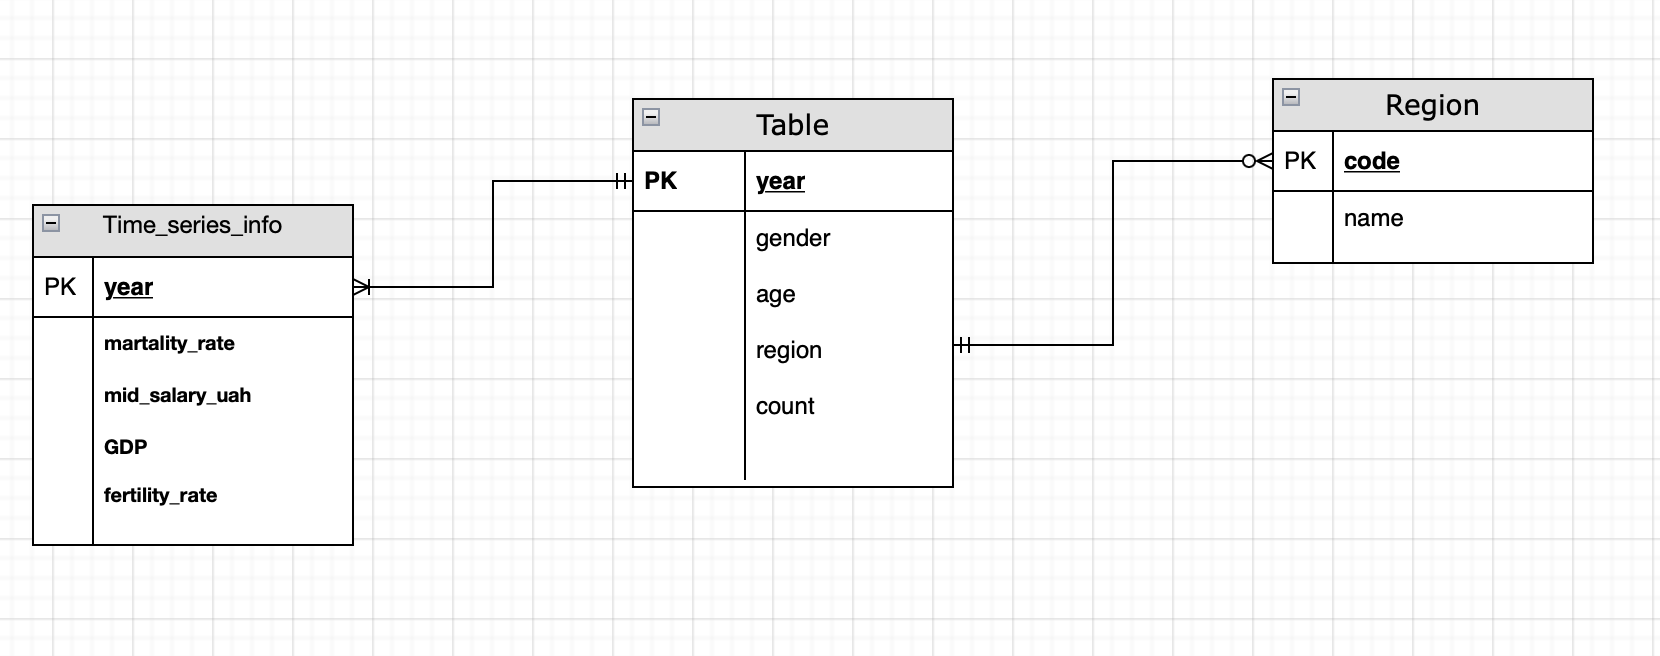 Time_series_info
PK year
martality_rate
mid_salary_uah
GDP
fertility_rate
Table
PK year
gender
age
region
count
Region
PK code
name